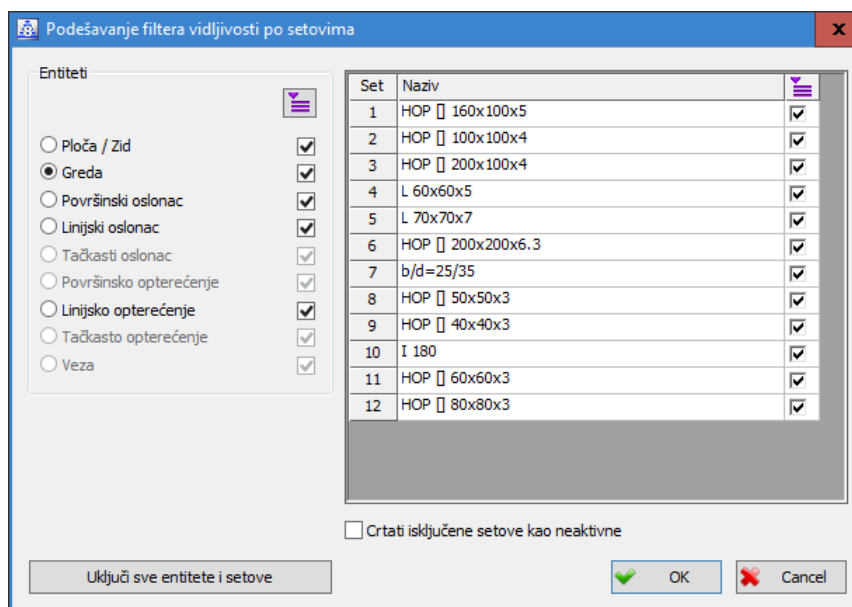 Podešavanje filtera vidljivosti po setovima
Entiteti
Ploča / Zid
Greda
Površinski oslonac
Linijski oslonac
Tačkasti oslonac
Površinsko opterećenje
Linijsko opterećenje
Tačkasto opterećenje
Veza
Set Naziv
1 HOP [] 160x100x5
2 HOP [] 100x100x4
3 HOP [] 200x100x4
4 L 60x60x5
5 L 70x70x7
6 HOP [] 200x200x6.3
7 b/d=25/35
8 HOP [] 50x50x3
9 HOP [] 40x40x3
10 I 180
11 HOP [] 60x60x3
12 HOP [] 80x80x3
Crtati isključene setove kao neaktivne
Uključi sve entitete i setove
OK
Cancel